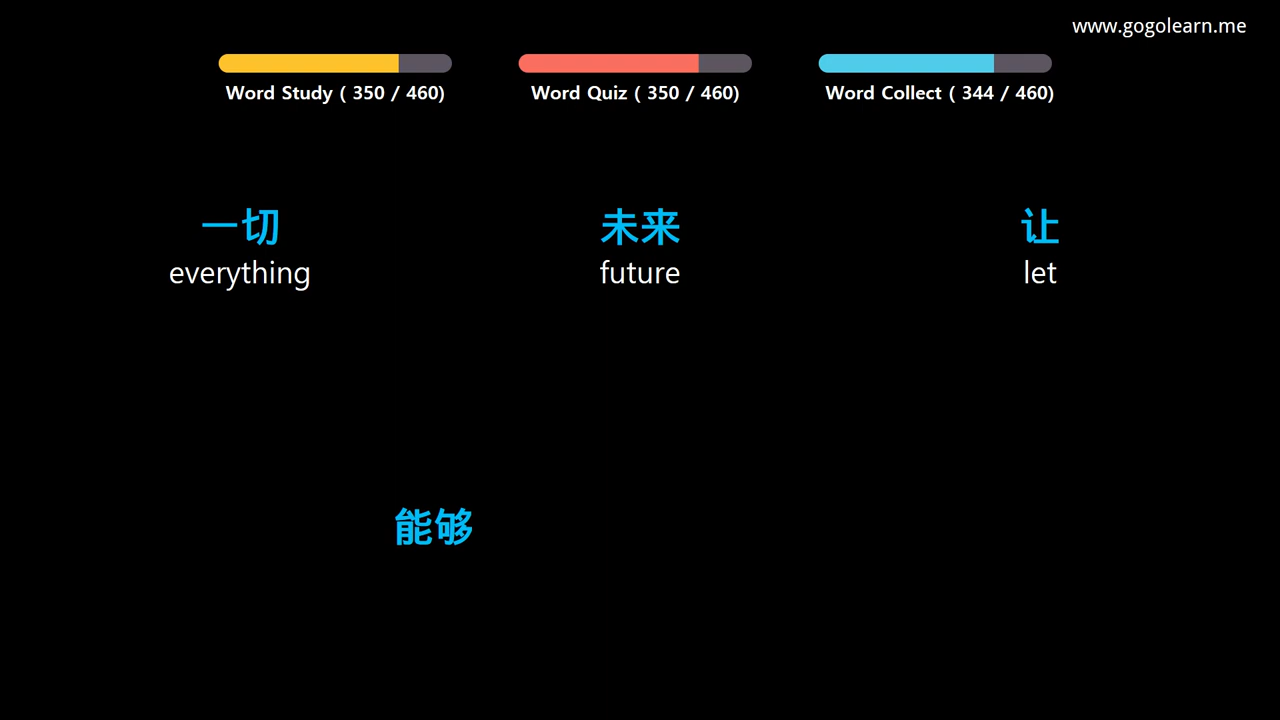 www.gogolearn.me
Word Study ( 350 / 460)
Word Quiz ( 350 / 460)
Word Collect ( 344 / 460)
一切
未来
让
everything
future
let
能够